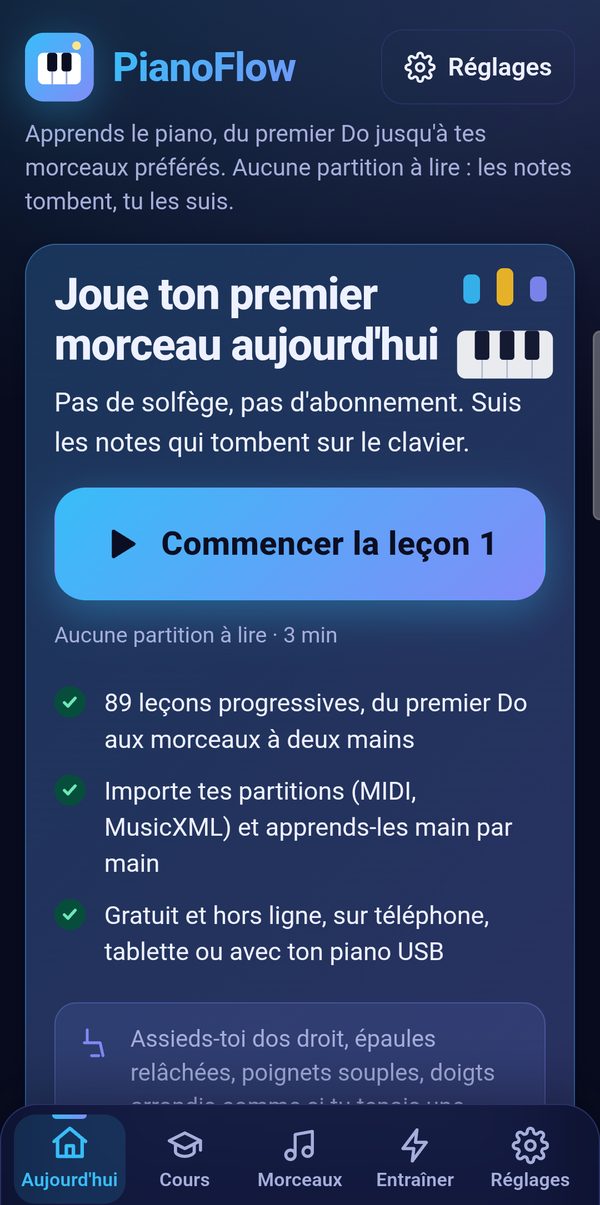 PianoFlow
Réglages
Apprends le piano, du premier Do jusqu'à tes
morceaux préférés. Aucune partition à lire : les notes
tombent, tu les suis.
Joue ton premier
morceau aujourd'hui
Pas de solfège, pas d'abonnement. Suis
les notes qui tombent sur le clavier.
Commencer la leçon 1
Aucune partition à lire · 3 min
89 leçons progressives, du premier Do
aux morceaux à deux mains
Importe tes partitions (MIDI,
MusicXML) et apprends-les main par
main
Gratuit et hors ligne, sur téléphone,
tablette ou avec ton piano USB
Assieds-toi dos droit, épaules
relâchées, poignets souples, doigts
Aujourd'hui
Cours
Morceaux
Entraîner
Réglages